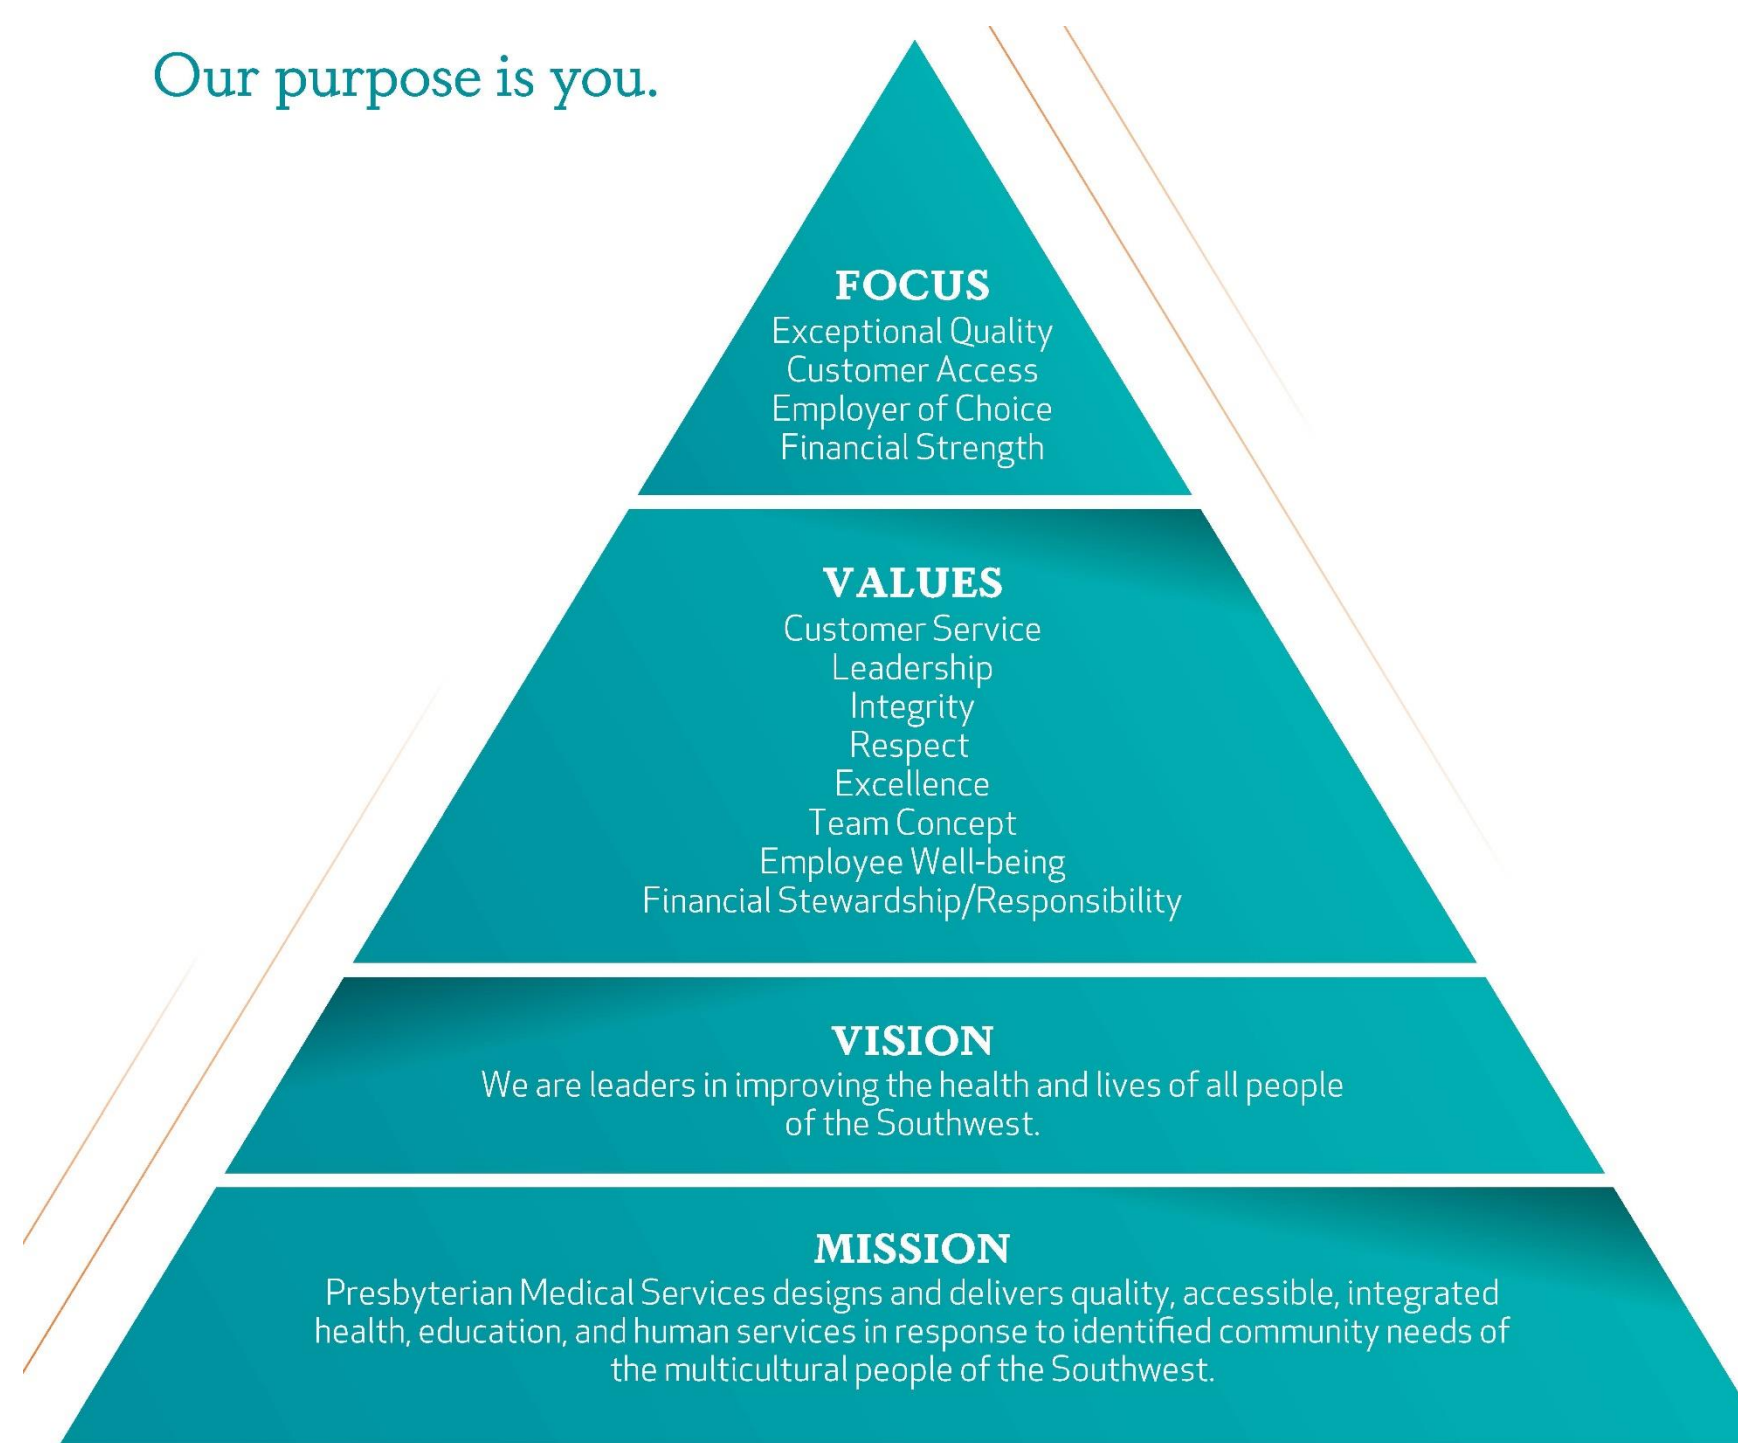 Our purpose is you.
FOCUS
Exceptional Quality
Customer Access
Employer of Choice
Financial Strength
VALUES
Customer Service
Leadership
Integrity
Respect
Excellence
Team Concept
Employee Well-being
Financial Stewardship/Responsibility
VISION
We are leaders in improving the health and lives of all people
of the Southwest.
MISSION
Presbyterian Medical Services designs and delivers quality, accessible, integrated
health, education, and human services in response to identified community needs of
the multicultural people of the Southwest.